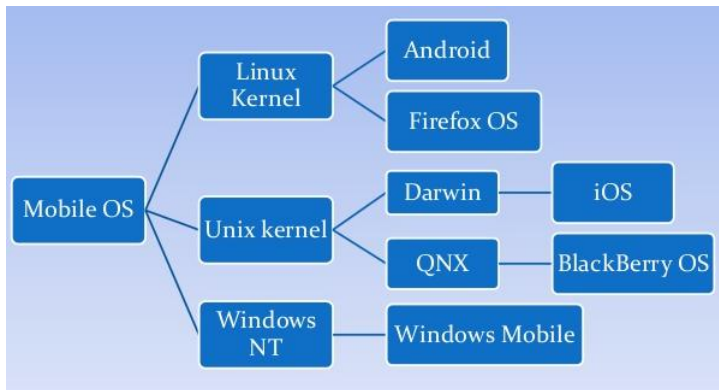 Mobile OS
Linux
Kernel
Android
Firefox OS
Unix kernel
Darwin
iOS
QNX
BlackBerry OS
Windows
NT
Windows Mobile